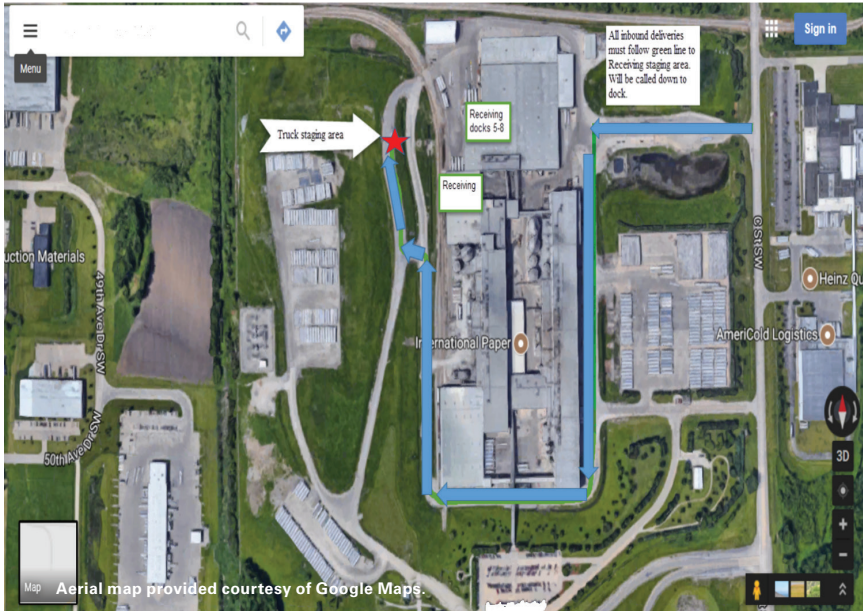 Menu
Sign in
All inbound deliveries
must follow green line to
Receiving staging area.
Will be called down to
dock.
Truck staging area
Receiving
docks 5-8
Receiving
uction Materials
49th Ave Dr SW
50th Ave Dr SW
C St SW
Heinz Qu
AmeriCold Logistics
International Paper
3D
Map
Aerial map provided courtesy of Google Maps.